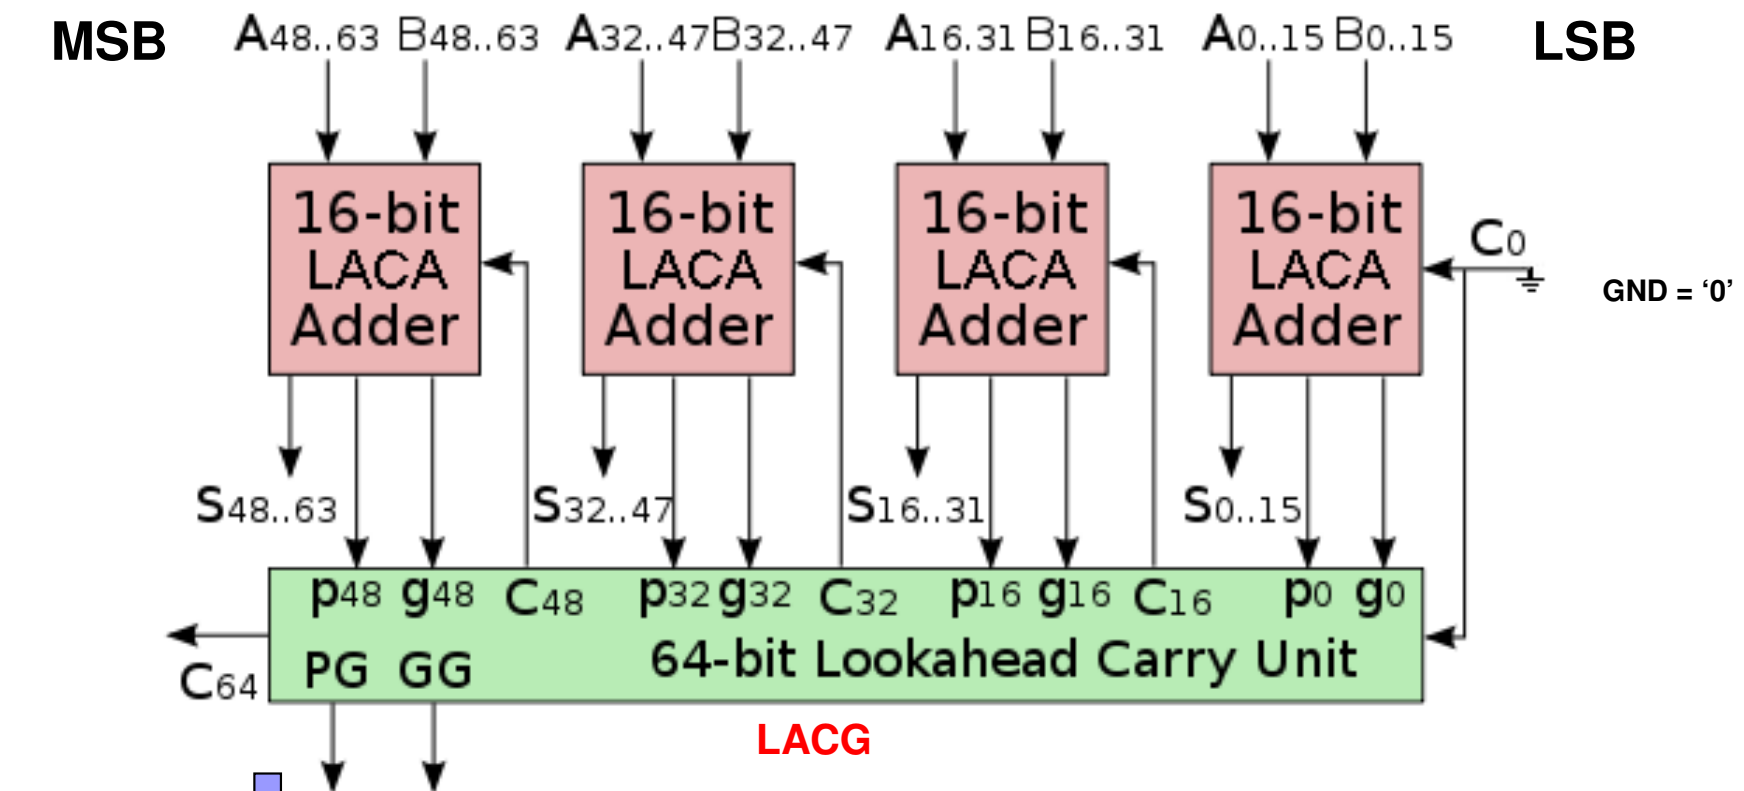 MSB A48..63 B48..63 A32..47 B32..47 A16.31 B16..31 A0..15 B0..15 LSB
16-bit LACA Adder
16-bit LACA Adder
16-bit LACA Adder
16-bit LACA Adder
C0
GND = ‘0’
S48..63 S32..47 S16..31 S0..15
p48 g48 C48 p32 g32 C32 p16 g16 C16 p0 g0
C64 PG GG 64-bit Lookahead Carry Unit
LACG